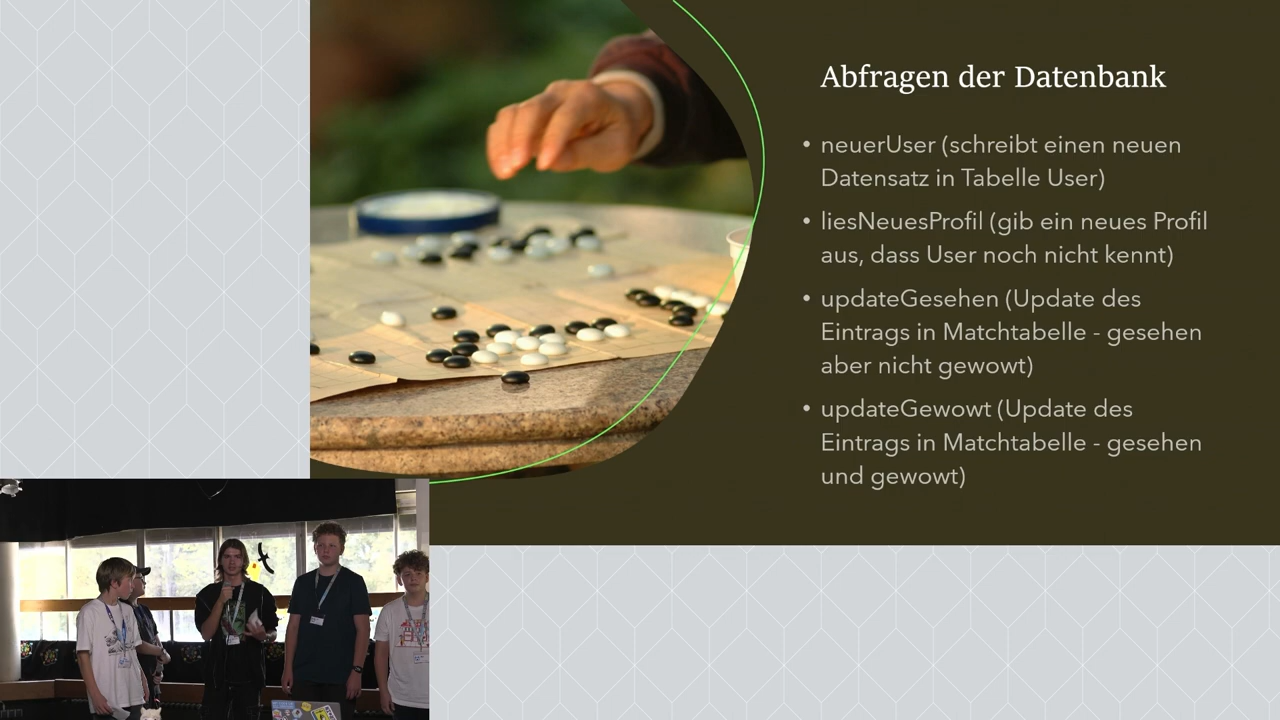 Abfragen der Datenbank
• neuerUser (schreibt einen neuen
Datensatz in Tabelle User)
• liesNeuesProfil (gib ein neues Profil
aus, dass User noch nicht kennt)
• updateGesehen (Update des
Eintrags in Matchtabelle - gesehen
aber nicht gewowt)
• updateGewowt (Update des
Eintrags in Matchtabelle - gesehen
und gewowt)